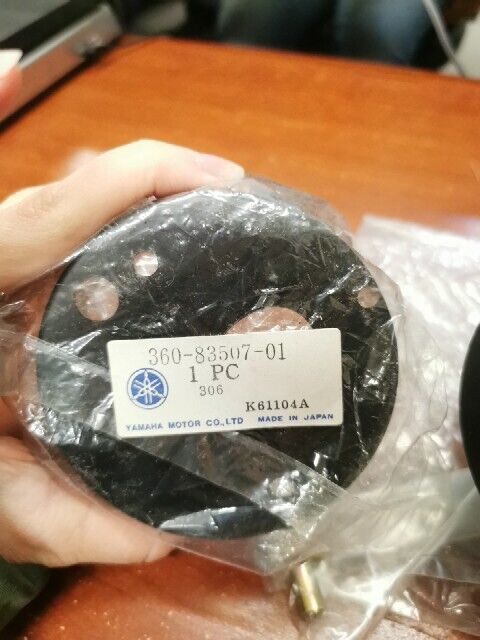 360-83507-01
1 PC
306
K61104A
YAMAHA MOTOR CO.,LTD MADE IN JAPAN